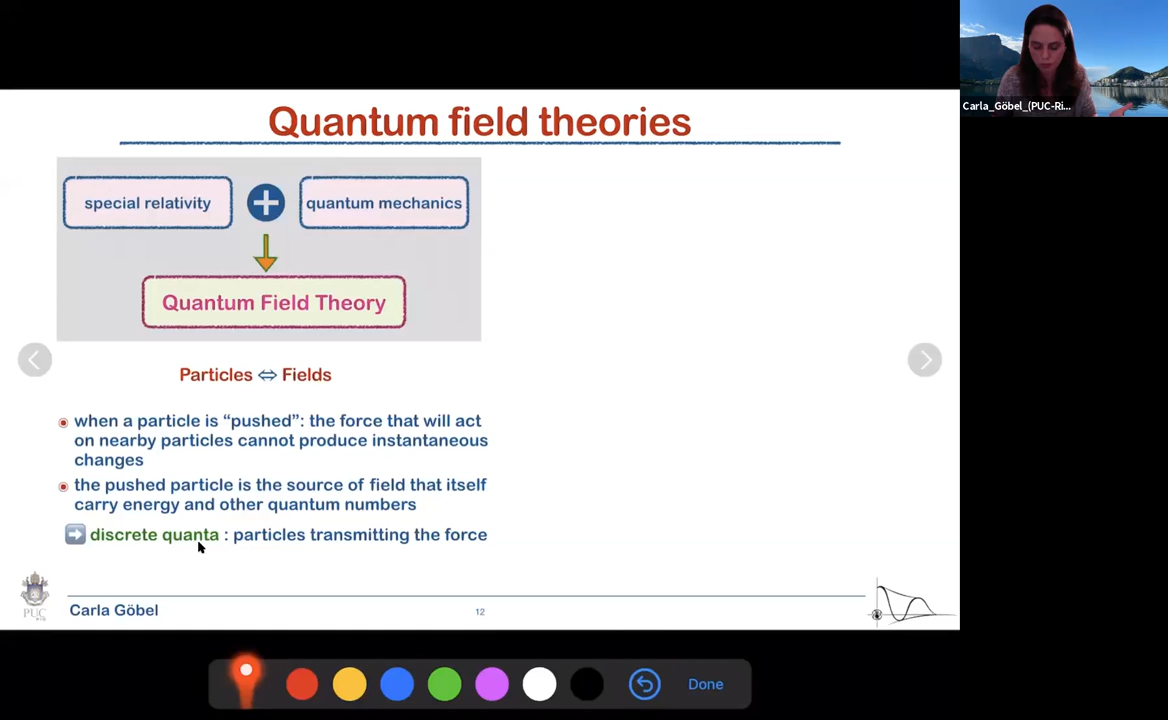 Carla_Göbel_(PUC-Ri...
Quantum field theories
special relativity
quantum mechanics
Quantum Field Theory
Particles ⇔ Fields
when a particle is “pushed”: the force that will act
on nearby particles cannot produce instantaneous
changes
the pushed particle is the source of field that itself
carry energy and other quantum numbers
discrete quanta : particles transmitting the force
PUC
RIO
Carla Göbel
12
Done